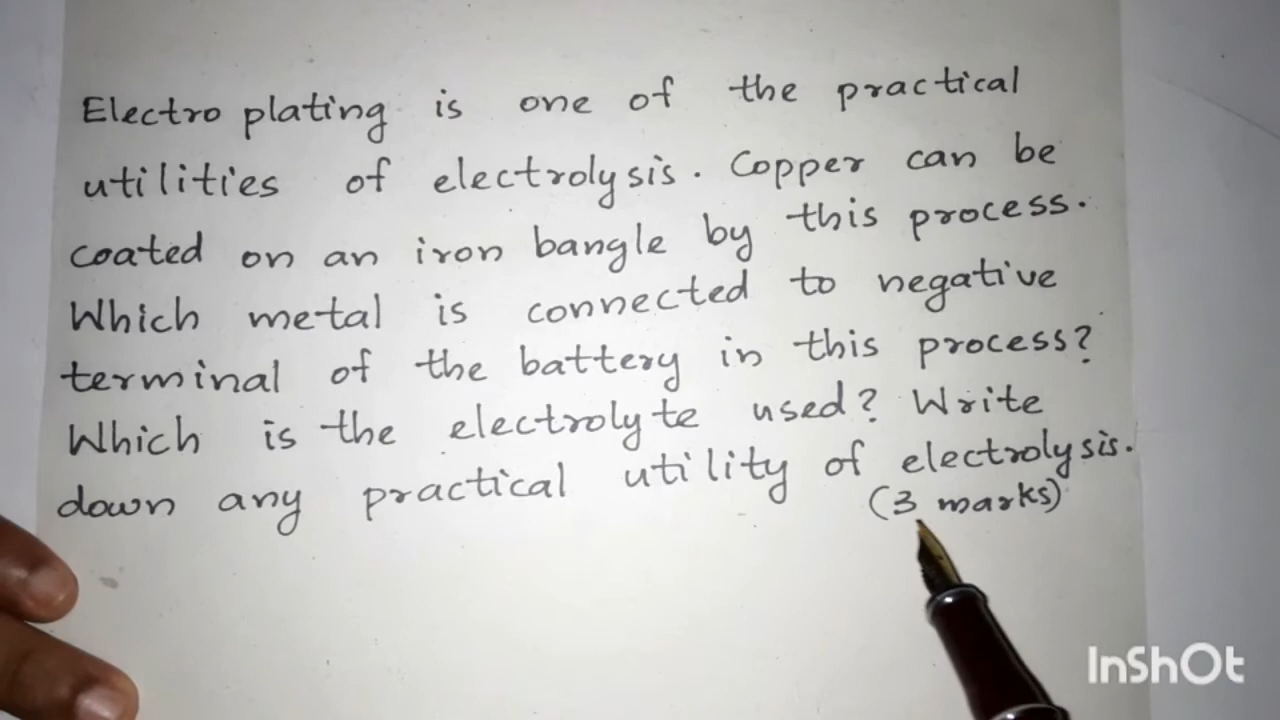 Electro plating is one of the practical
utilities of electrolysis. Copper can be
coated on an iron bangle by this process.
Which metal is connected to negative
terminal of the battery in this process?
Which is the electrolyte used? Write
down any practical utility of electrolysis.
(3 marks)
InShOt